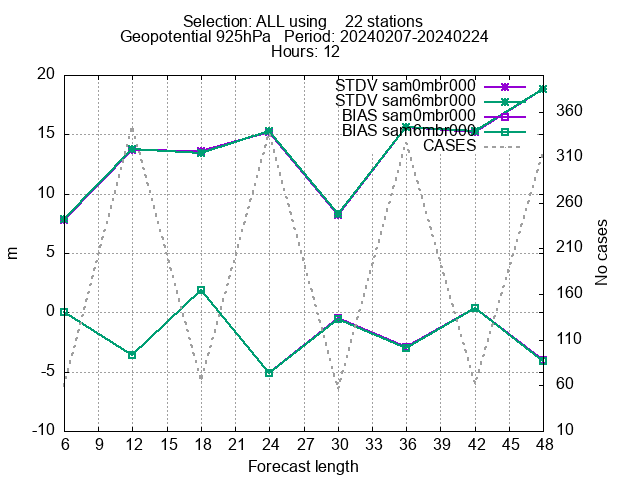 Selection: ALL using 22 stations
Geopotential 925hPa Period: 20240207-20240224
Hours: 12
STDV sam0mbr000
STDV sam6mbr000
BIAS sam0mbr000
BIAS sam6mbr000
CASES
20
15
10
5
0
-5
-10
m
360
310
260
210
160
110
60
10
No cases
6 9 12 15 18 21 24 27 30 33 36 39 42 45 48
Forecast length